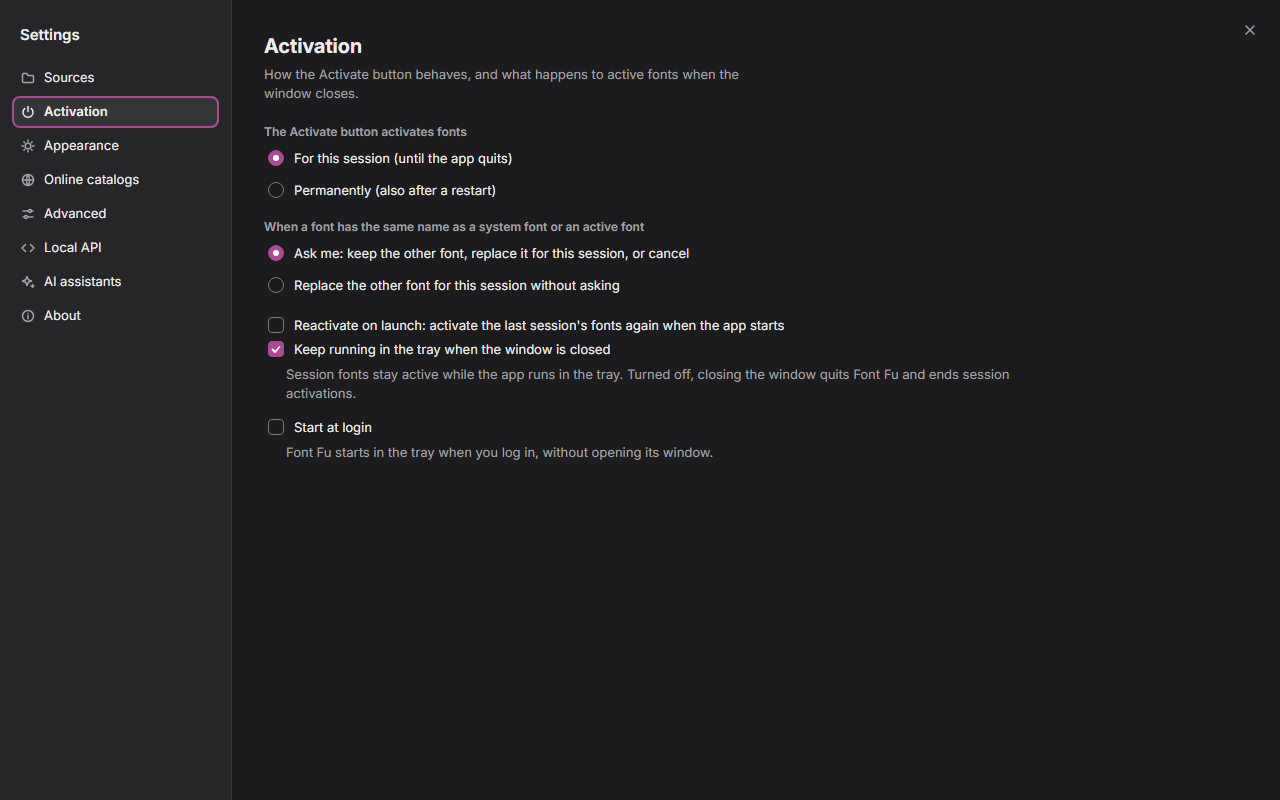 Settings
Sources
Activation
Appearance
Online catalogs
Advanced
Local API
AI assistants
About
Activation
How the Activate button behaves, and what happens to active fonts when the
window closes.
The Activate button activates fonts
For this session (until the app quits)
Permanently (also after a restart)
When a font has the same name as a system font or an active font
Ask me: keep the other font, replace it for this session, or cancel
Replace the other font for this session without asking
Reactivate on launch: activate the last session's fonts again when the app starts
Keep running in the tray when the window is closed
Session fonts stay active while the app runs in the tray. Turned off, closing the window quits Font Fu and ends session
activations.
Start at login
Font Fu starts in the tray when you log in, without opening its window.